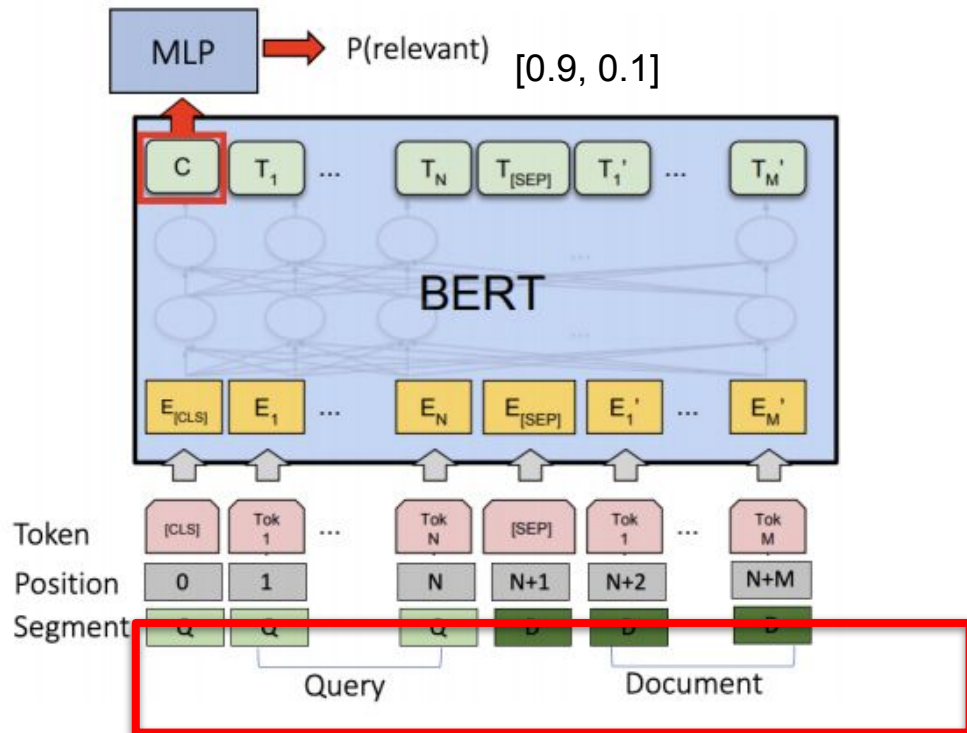 MLP P(relevant) [0.9, 0.1]
C T1 ... TN T[SEP] T1' ... TM'
...
BERT
...
E[CLS] E1 ... EN E[SEP] E1' ... EM'
Token [CLS] Tok 1 ... Tok N [SEP] Tok 1 ... Tok M
Position 0 1 N N+1 N+2 N+M
Segment Q Q Q D D D
Query Document